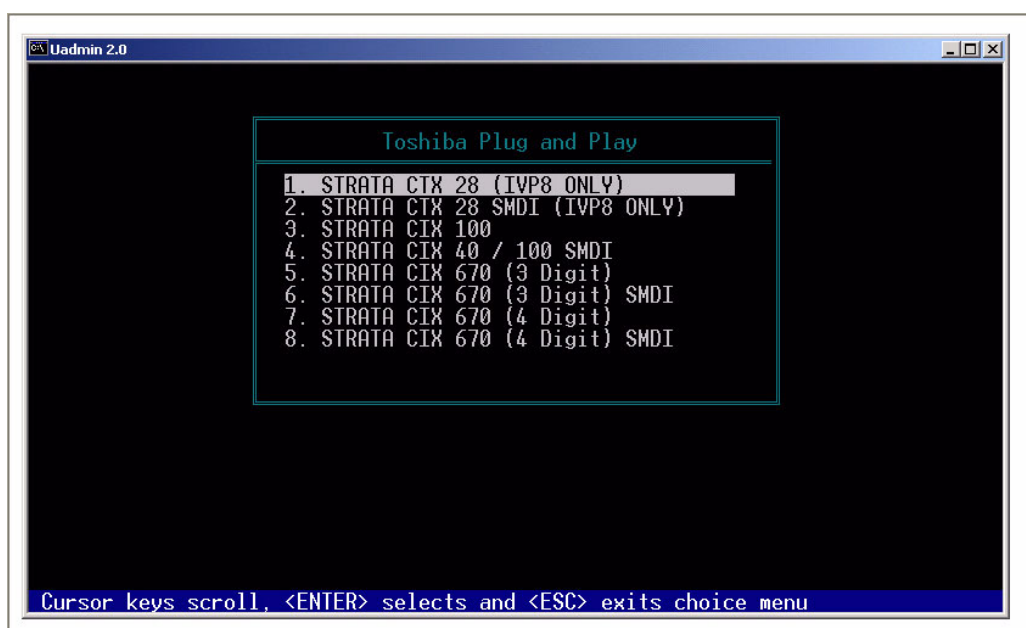 Uadmin 2.0
Toshiba Plug and Play
1. STRATA CTX 28 (IVP8 ONLY)
2. STRATA CTX 28 SMDI (IVP8 ONLY)
3. STRATA CIX 100
4. STRATA CIX 40 / 100 SMDI
5. STRATA CIX 670 (3 Digit)
6. STRATA CIX 670 (3 Digit) SMDI
7. STRATA CIX 670 (4 Digit)
8. STRATA CIX 670 (4 Digit) SMDI
Cursor keys scroll, <ENTER> selects and <ESC> exits choice menu